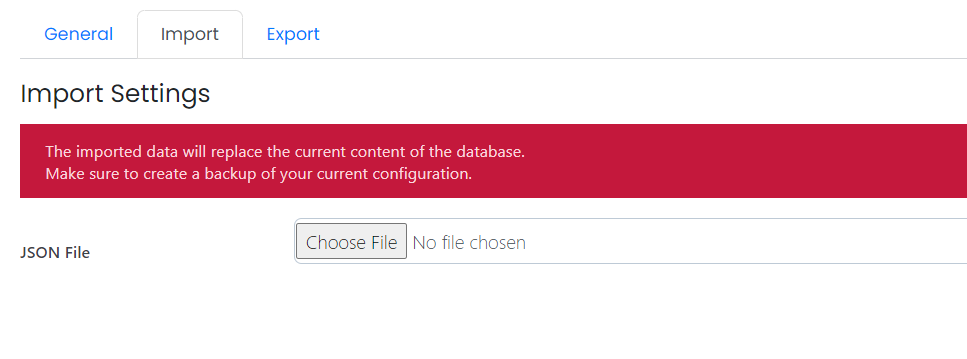 General Import Export
Import Settings
The imported data will replace the current content of the database.
Make sure to create a backup of your current configuration.
JSON File Choose File No file chosen